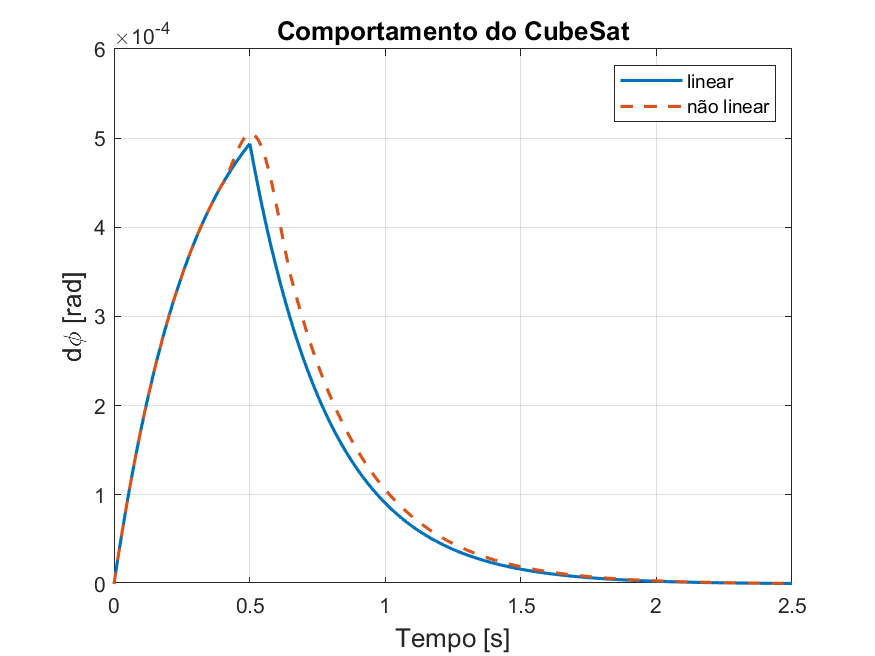 Comportamento do CubeSat
×10-4
6
5
4
3
2
1
0
dϕ [rad]
linear
não linear
0 0.5 1 1.5 2 2.5
Tempo [s]